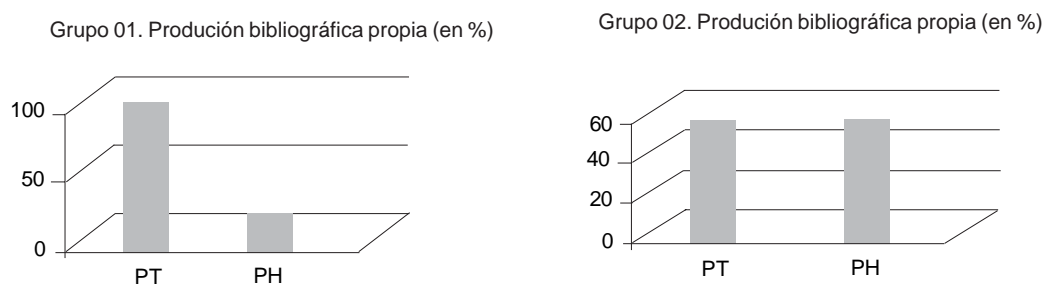 Grupo 01. Produción bibliográfica propia (en %)
100
50
0
PT PH
Grupo 02. Produción bibliográfica propia (en %)
60
40
20
0
PT PH